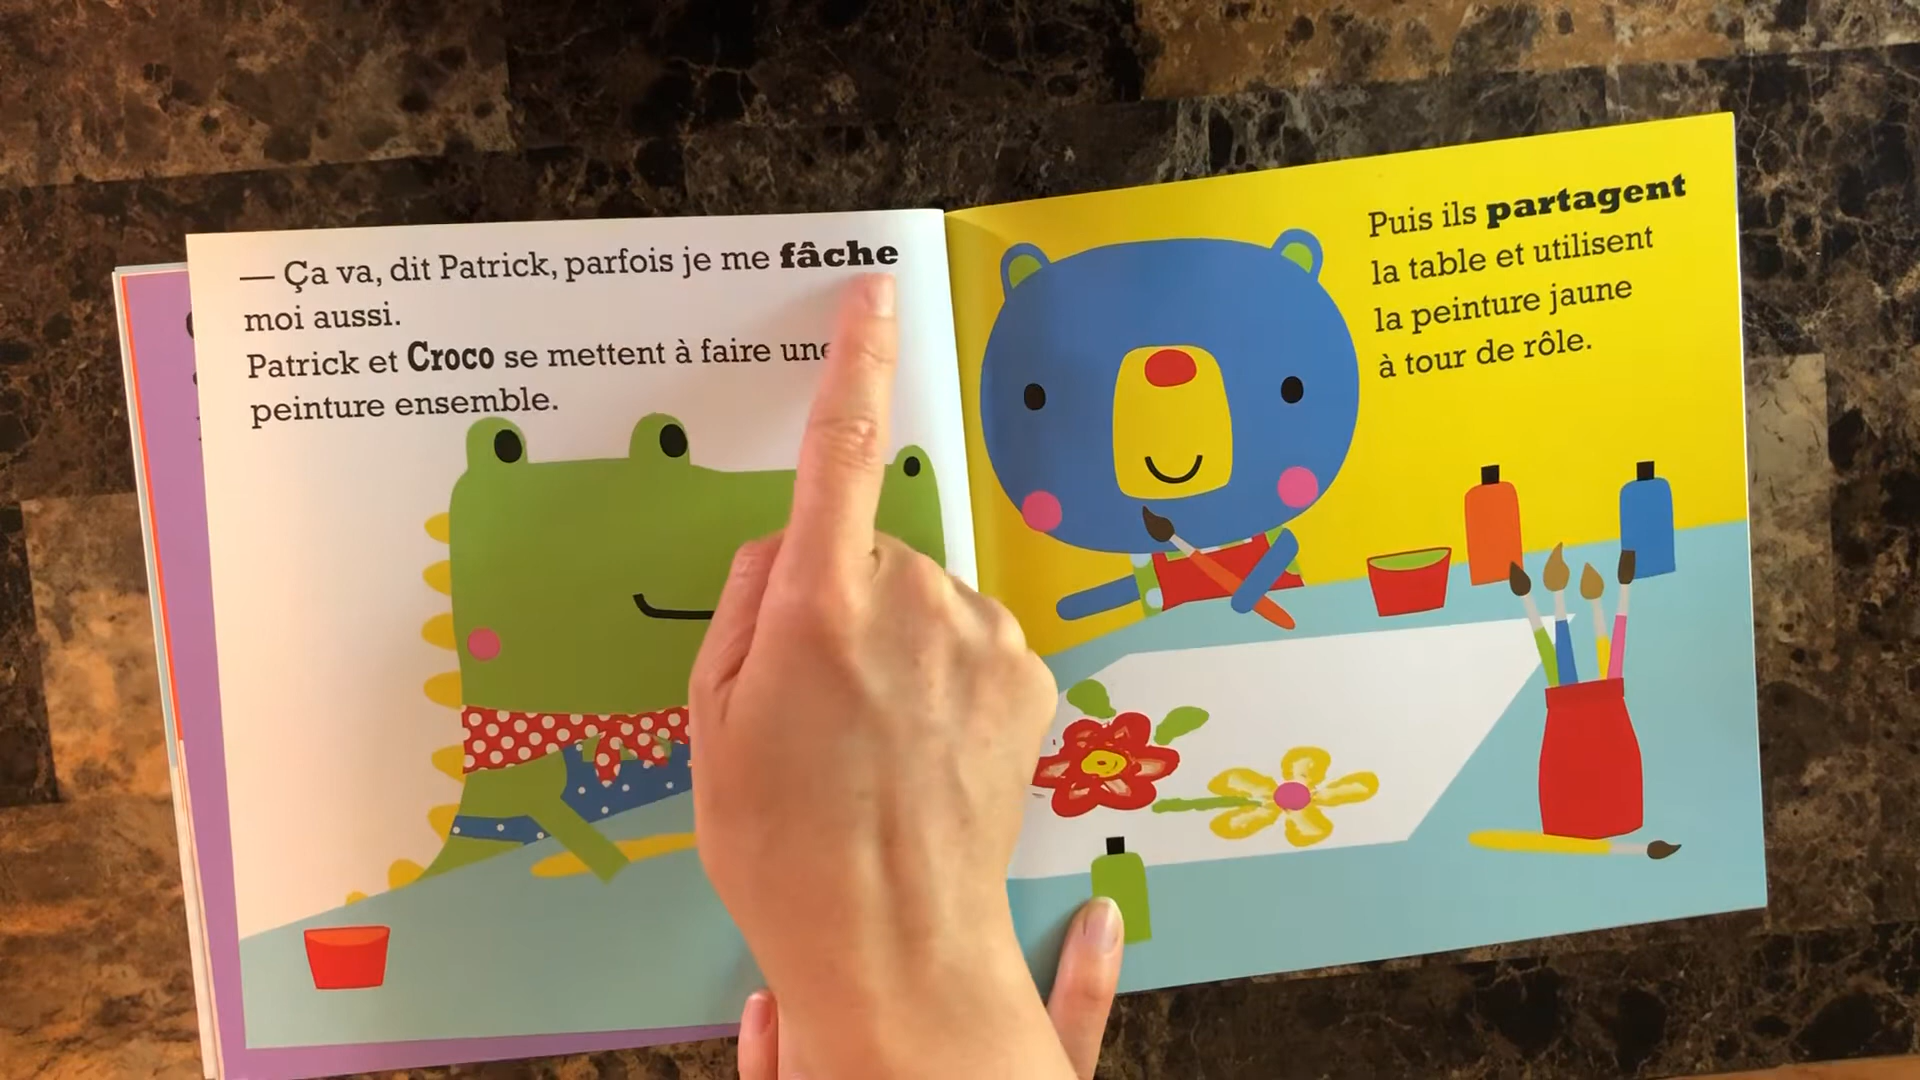 — Ça va, dit Patrick, parfois je me fâche
moi aussi.
Patrick et Croco se mettent à faire une
peinture ensemble.
Puis ils partagent
la table et utilisent
la peinture jaune
à tour de rôle.